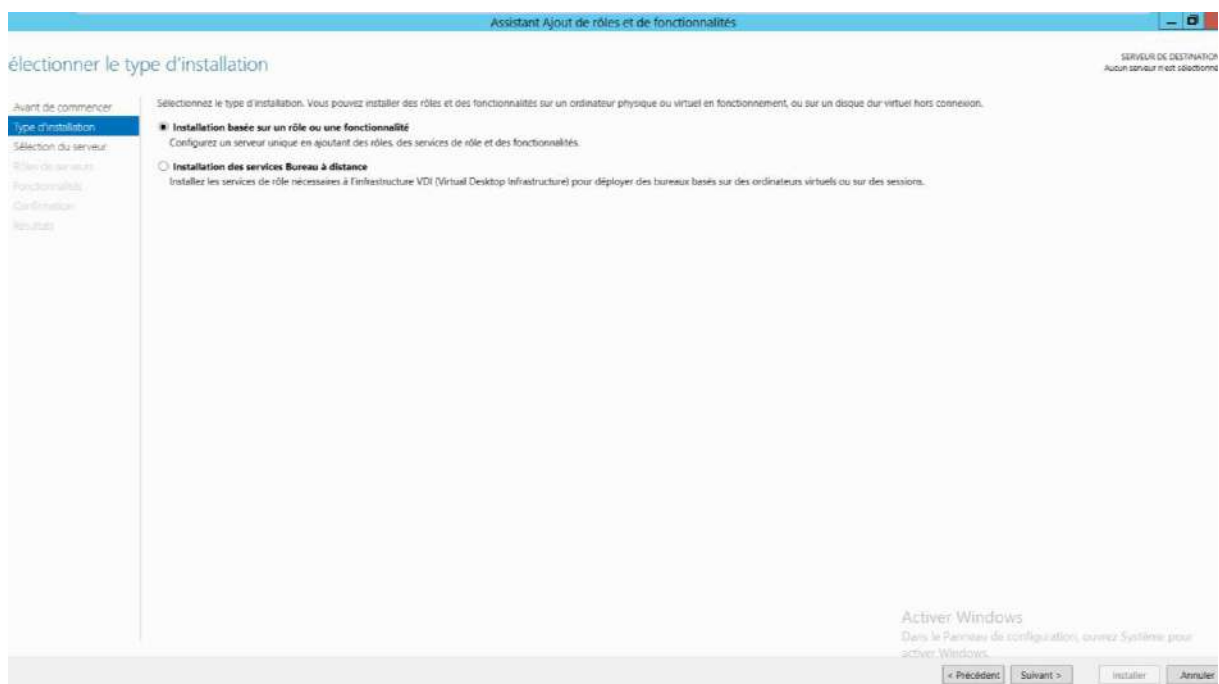 Assistant Ajout de rôles et de fonctionnalités
électionner le type d'installation
SERVEUR DE DESTINATION
Aucun serveur n'est sélectionné
Avant de commencer
Type d'installation
Sélection du serveur
Rôles de serveurs
Fonctionnalités
Confirmation
Résultats
Sélectionnez le type d'installation. Vous pouvez installer des rôles et des fonctionnalités sur un ordinateur physique ou virtuel en fonctionnement, ou sur un disque dur virtuel hors connexion.
Installation basée sur un rôle ou une fonctionnalité
Configurez un serveur unique en ajoutant des rôles, des services de rôle et des fonctionnalités.
Installation des services Bureau à distance
Installez les services de rôle nécessaires à l'infrastructure VDI (Virtual Desktop Infrastructure) pour déployer des bureaux basés sur des ordinateurs virtuels ou sur des sessions.
Activer Windows
Dans le Panneau de configuration, ouvrez Système pour
activer Windows.
< Précédent Suivant > Installer Annuler